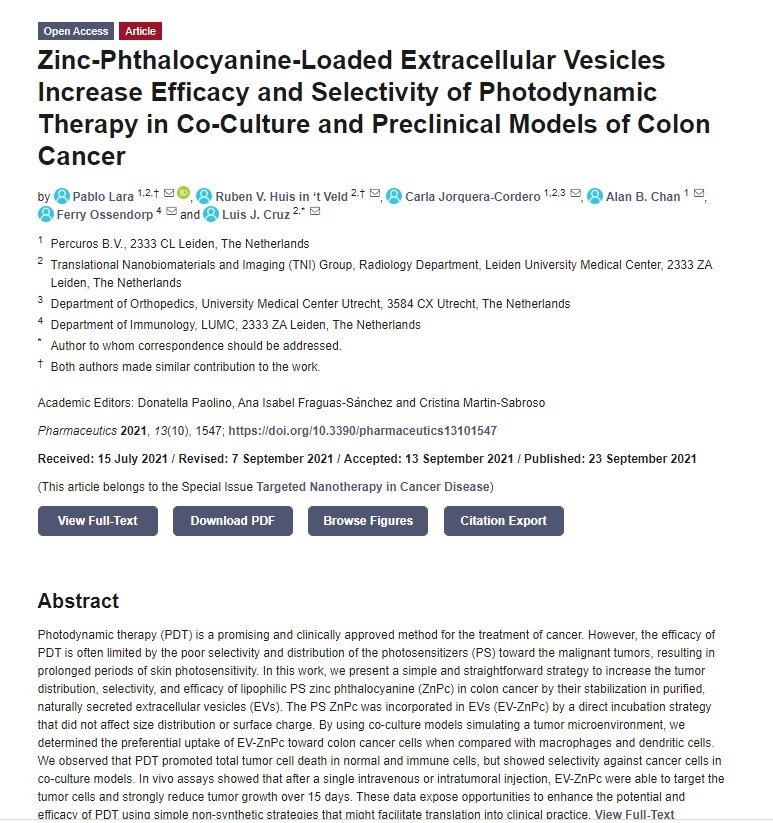 Open Access Article
Zinc-Phthalocyanine-Loaded Extracellular Vesicles
Increase Efficacy and Selectivity of Photodynamic
Therapy in Co-Culture and Preclinical Models of Colon
Cancer
by Pablo Lara 1,2,† iD, Ruben V. Huis in ‘t Veld 2,†, Carla Jorquera-Cordero 1,2,3, Alan B. Chan 1,
Ferry Ossendorp 4 and Luis J. Cruz 2,*
1 Percuros B.V., 2333 CL Leiden, The Netherlands
2 Translational Nanobiomaterials and Imaging (TNI) Group, Radiology Department, Leiden University Medical Center, 2333 ZA
Leiden, The Netherlands
3 Department of Orthopedics, University Medical Center Utrecht, 3584 CX Utrecht, The Netherlands
4 Department of Immunology, LUMC, 2333 ZA Leiden, The Netherlands
* Author to whom correspondence should be addressed.
† Both authors made similar contribution to the work.
Academic Editors: Donatella Paolino, Ana Isabel Fraguas-Sánchez and Cristina Martin-Sabroso
Pharmaceutics 2021, 13(10), 1547; https://doi.org/10.3390/pharmaceutics13101547
Received: 15 July 2021 / Revised: 7 September 2021 / Accepted: 13 September 2021 / Published: 23 September 2021
(This article belongs to the Special Issue Targeted Nanotherapy in Cancer Disease)
View Full-Text Download PDF Browse Figures Citation Export
Abstract
Photodynamic therapy (PDT) is a promising and clinically approved method for the treatment of cancer. However, the efficacy of
PDT is often limited by the poor selectivity and distribution of the photosensitizers (PS) toward the malignant tumors, resulting in
prolonged periods of skin photosensitivity. In this work, we present a simple and straightforward strategy to increase the tumor
distribution, selectivity, and efficacy of lipophilic PS zinc phthalocyanine (ZnPc) in colon cancer by their stabilization in purified,
naturally secreted extracellular vesicles (EVs). The PS ZnPc was incorporated in EVs (EV-ZnPc) by a direct incubation strategy
that did not affect size distribution or surface charge. By using co-culture models simulating a tumor microenvironment, we
determined the preferential uptake of EV-ZnPc toward colon cancer cells when compared with macrophages and dendritic cells.
We observed that PDT promoted total tumor cell death in normal and immune cells, but showed selectivity against cancer cells in
co-culture models. In vivo assays showed that after a single intravenous or intratumoral injection, EV-ZnPc were able to target the
tumor cells and strongly reduce tumor growth over 15 days. These data expose opportunities to enhance the potential and
efficacy of PDT using simple non-synthetic strategies that might facilitate translation into clinical practice. View Full-Text